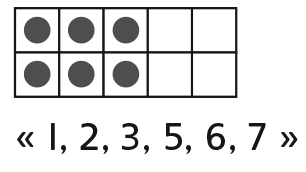 « 1, 2, 3, 5, 6, 7 »